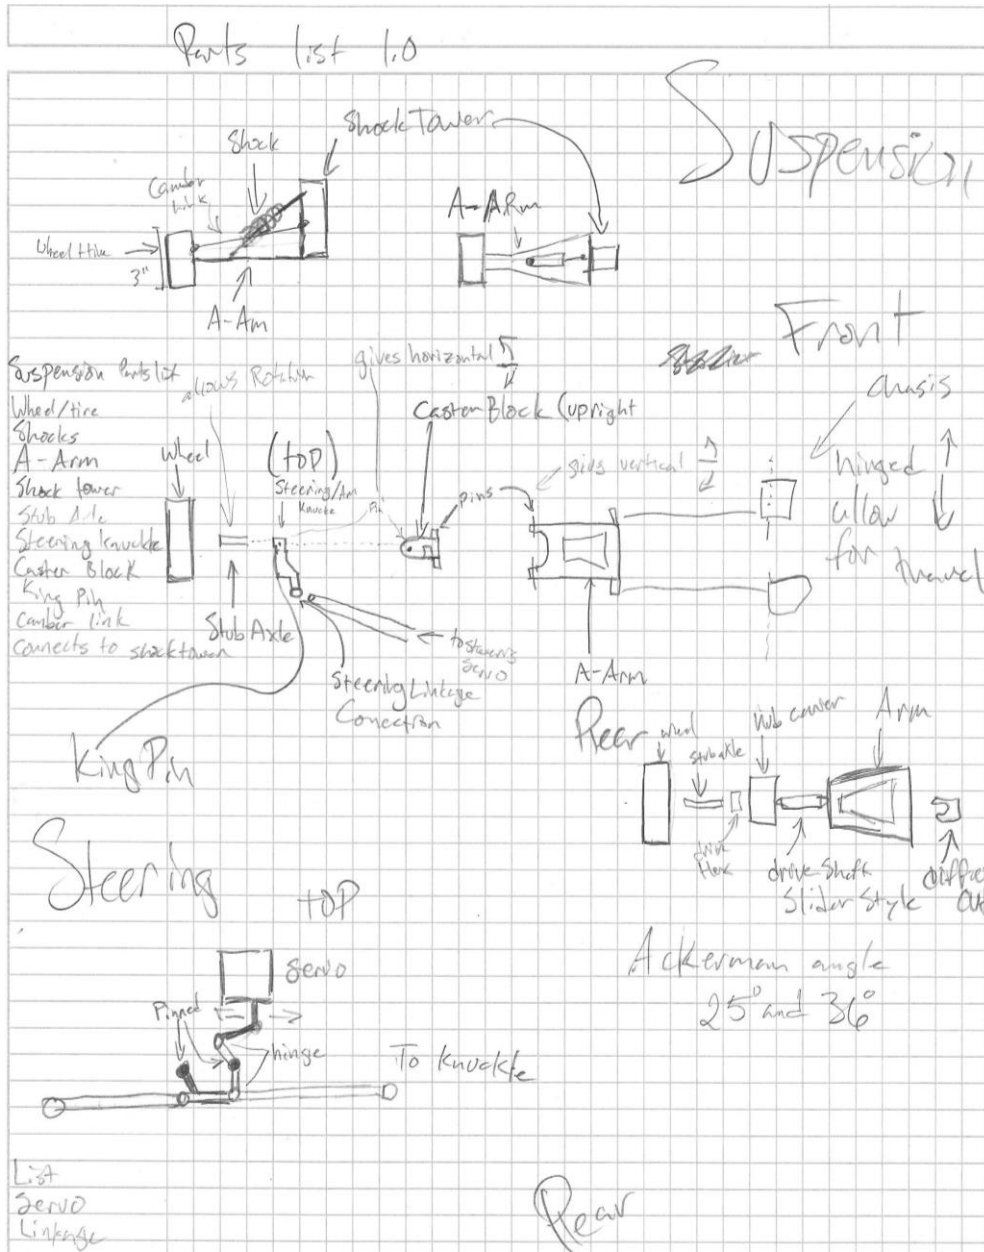 Parts list 1.0
Suspension
Shock Tower
Shock
Camber
link
A-ARm
Wheel + tire
3"
A-Arm
Front
Suspension Parts list
Wheel/tire
Shocks
A-Arm
Shock tower
Stub Axle
Steering knuckle
Caster Block
King Pin
Camber link
Connects to shocktower
allows Rotation
gives horizontal
Caster Block (upright
Chasis
wheel
(top)
Steering/Arm
knuckle
Pin
pins
givs vertical
hinged
allow
for travel
Stub Axle
to steering
servo
Steering Linkage
Conection
A-Arm
King Pin
Rear
wheel
stub axle
hub carrier
Arm
drive
Hex
drive shaft
Slider Style
Steering
top
Ackerman angle
25° and 36°
Servo
Pinned
hinge
To knuckle
List
Servo
Linkage
Rear